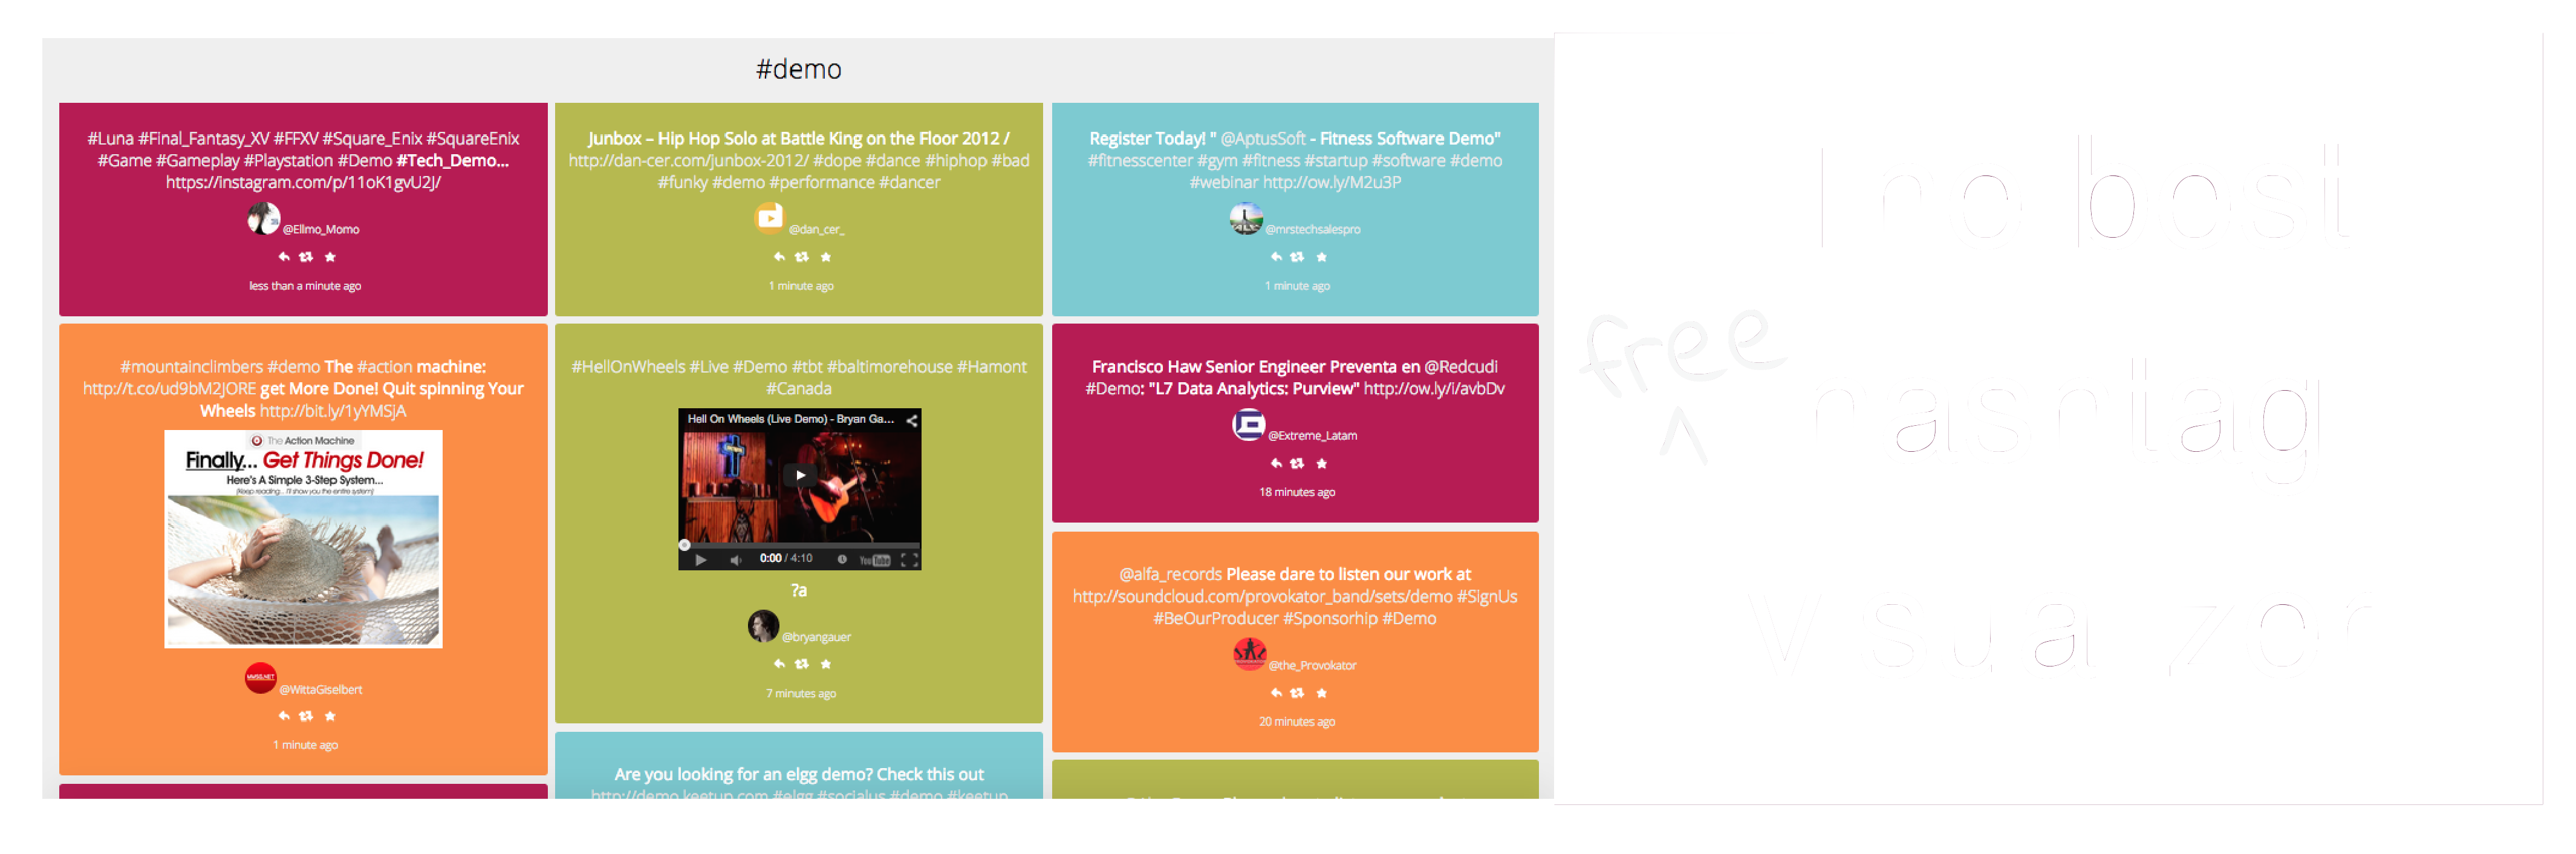 #demo
#Luna #Final_Fantasy_XV #FFXV #Square_Enix #SquareEnix
#Game #Gameplay #Playstation #Demo #Tech_Demo...
https://instagram.com/p/11oK1gvU2J/
@Ellmo_Momo
less than a minute ago
#mountainclimbers #demo The #action machine:
http://t.co/ud9bM2JORE get More Done! Quit spinning Your
Wheels http://bit.ly/1yYMSjA
The Action Machine
Finally... Get Things Done!
Here's A Simple 3-Step System...
(Keep reading... I'll show you the entire system)
@WittaGiselbert
1 minute ago
Junbox – Hip Hop Solo at Battle King on the Floor 2012 /
http://dan-cer.com/junbox-2012/ #dope #dance #hiphop #bad
#funky #demo #performance #dancer
@dan_cer_
1 minute ago
#HellOnWheels #Live #Demo #tbt #baltimorehouse #Hamont
#Canada
Hell On Wheels (Live Demo) - Bryan Ga...
0:00 / 4:10
YouTube
?a
@bryangauer
7 minutes ago
Are you looking for an elgg demo? Check this out
http://demo.keetup.com #elgg #socialus #demo #keetup
Register Today! " @AptusSoft - Fitness Software Demo"
#fitnesscenter #gym #fitness #startup #software #demo
#webinar http://ow.ly/M2u3P
@mrstechsalespro
1 minute ago
Francisco Haw Senior Engineer Preventa en @Redcudi
#Demo: "L7 Data Analytics: Purview" http://ow.ly/i/avbDv
@Extreme_Latam
18 minutes ago
@alfa_records Please dare to listen our work at
http://soundcloud.com/provokator_band/sets/demo #SignUs
#BeOurProducer #Sponsorhip #Demo
@the_Provokator
20 minutes ago
The best
free
hashtag
visualizer